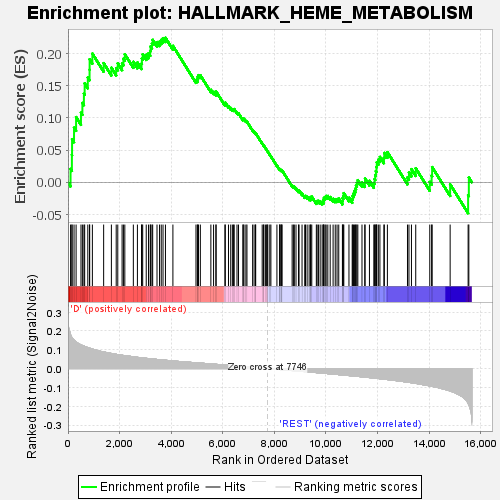 Enrichment plot: HALLMARK_HEME_METABOLISM
Enrichment score (ES)
0.20
0.15
0.10
0.05
0.00
-0.05
'D' (positively correlated)
Ranked list metric (Signal2Noise)
0.3
0.2
0.1
0.0
-0.1
-0.2
-0.3
Zero cross at 7746
'REST' (negatively correlated)
0
2,000
4,000
6,000
8,000
10,000
12,000
14,000
16,000
Rank in Ordered Dataset
Enrichment profile
Hits
Ranking metric scores